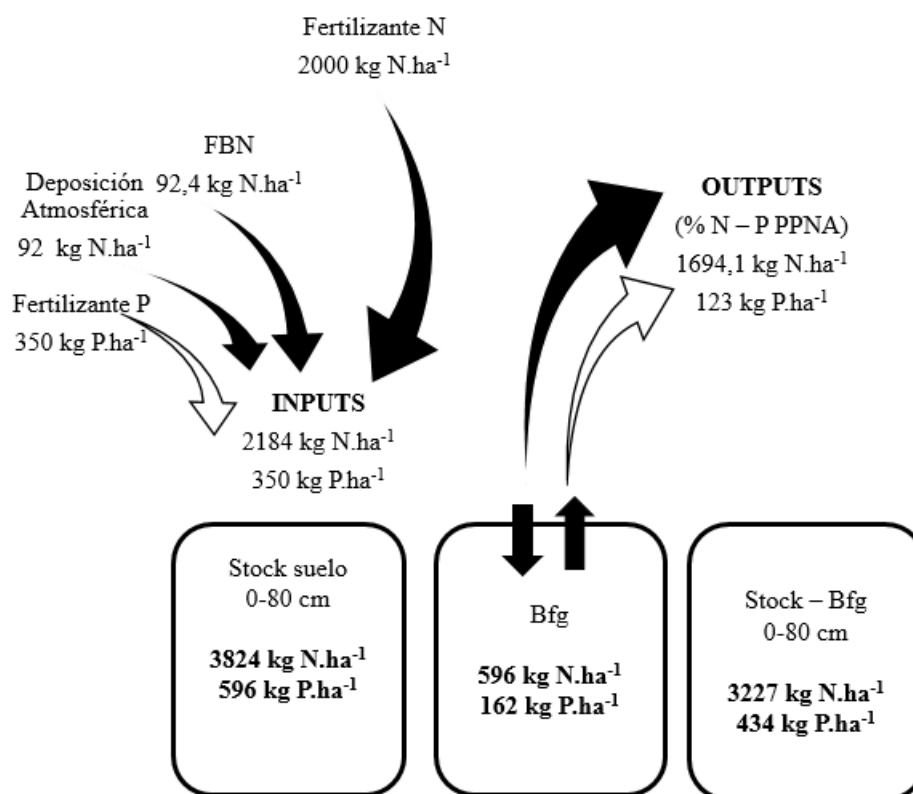 Fertilizante N
2000 kg N.ha⁻¹
FBN
92,4 kg N.ha⁻¹
Deposición
Atmosférica
92 kg N.ha⁻¹
Fertilizante P
350 kg P.ha⁻¹
INPUTS
2184 kg N.ha⁻¹
350 kg P.ha⁻¹
OUTPUTS
(% N – P PPNA)
1694,1 kg N.ha⁻¹
123 kg P.ha⁻¹
Stock suelo
0-80 cm
3824 kg N.ha⁻¹
596 kg P.ha⁻¹
Bfg
596 kg N.ha⁻¹
162 kg P.ha⁻¹
Stock – Bfg
0-80 cm
3227 kg N.ha⁻¹
434 kg P.ha⁻¹